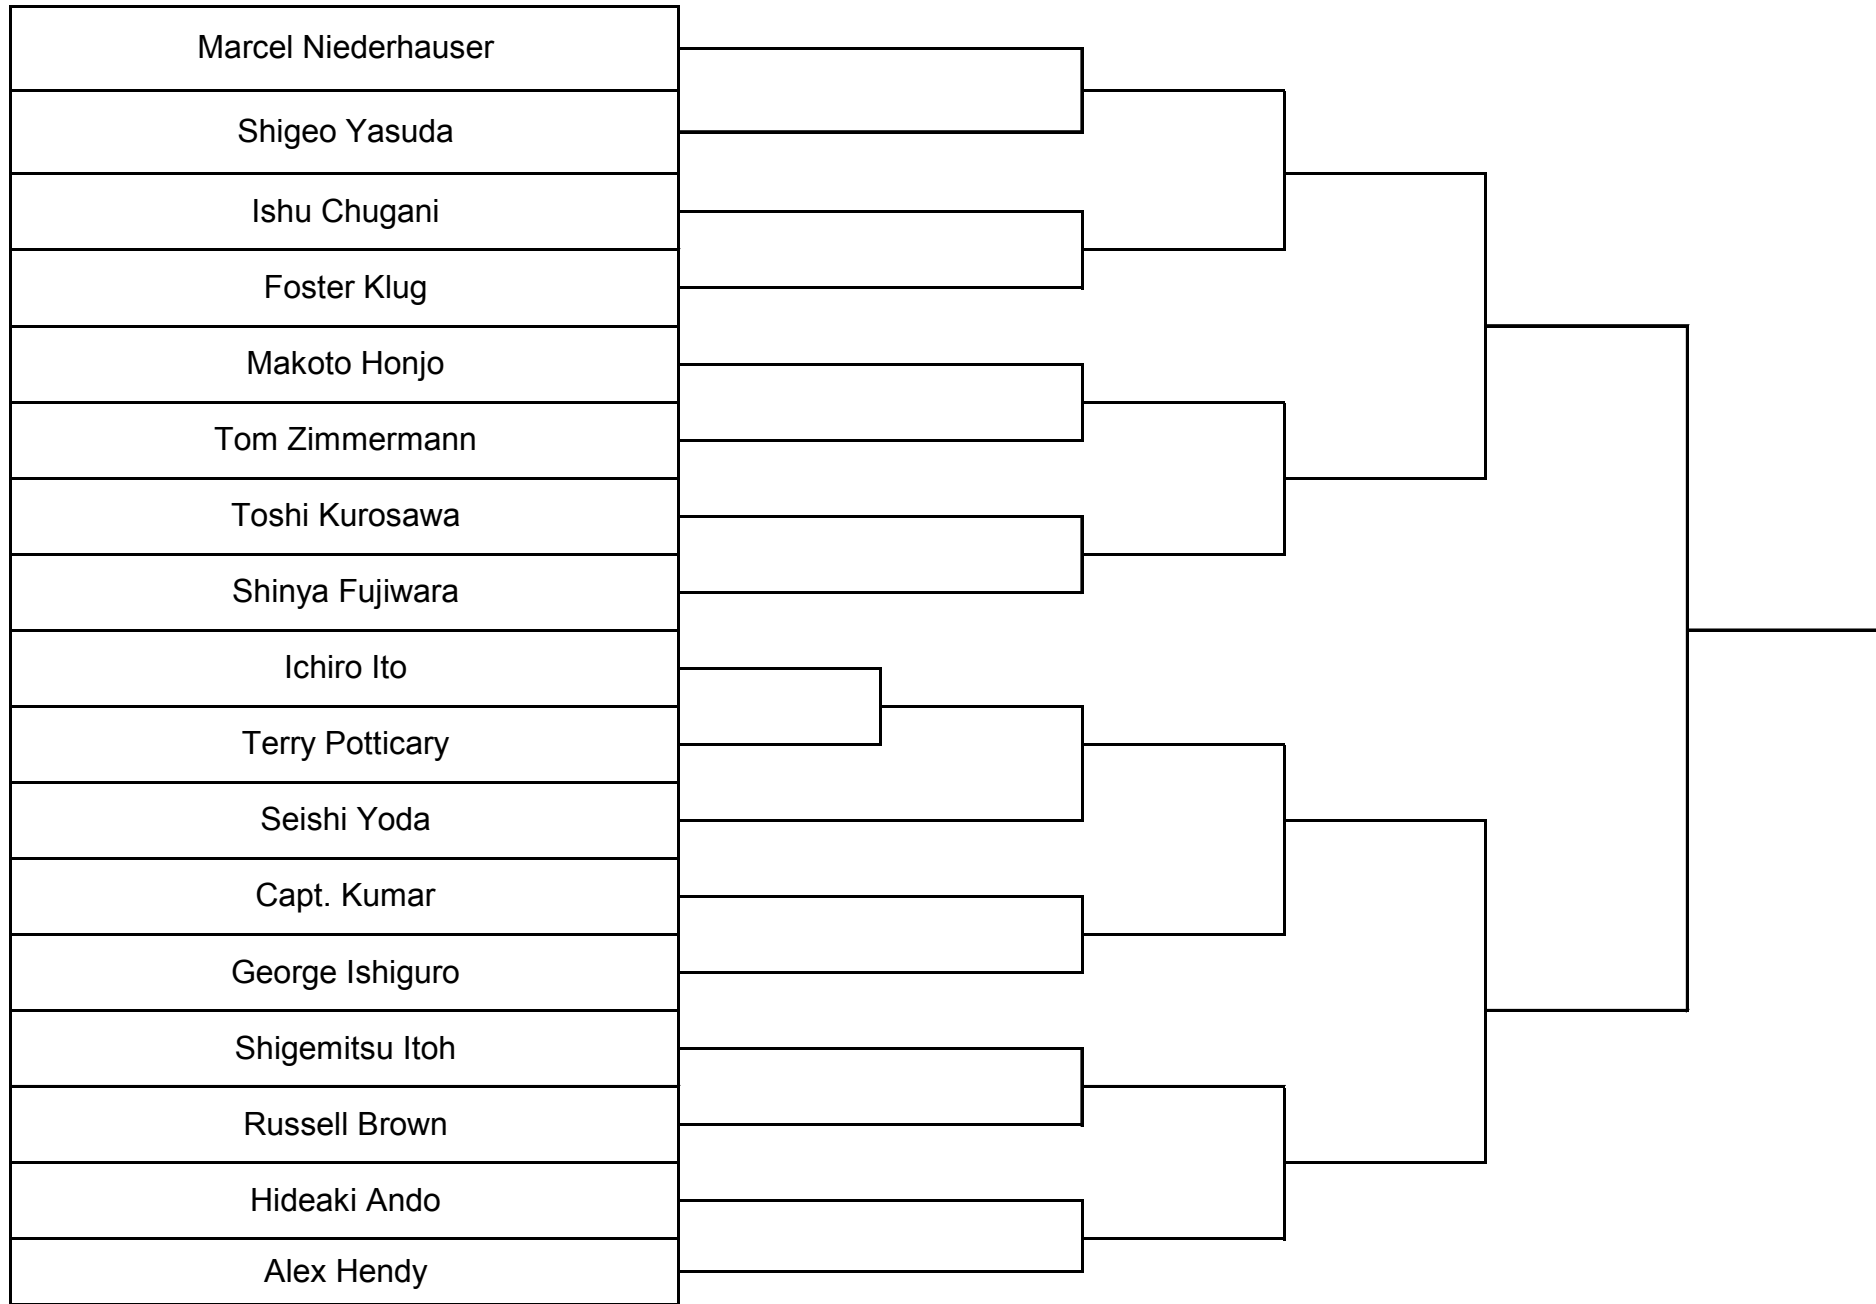 Marcel Niederhauser
Shigeo Yasuda
Ishu Chugani
Foster Klug
Makoto Honjo
Tom Zimmermann
Toshi Kurosawa
Shinya Fujiwara
Ichiro Ito
Terry Potticary
Seishi Yoda
Capt. Kumar
George Ishiguro
Shigemitsu Itoh
Russell Brown
Hideaki Ando
Alex Hendy